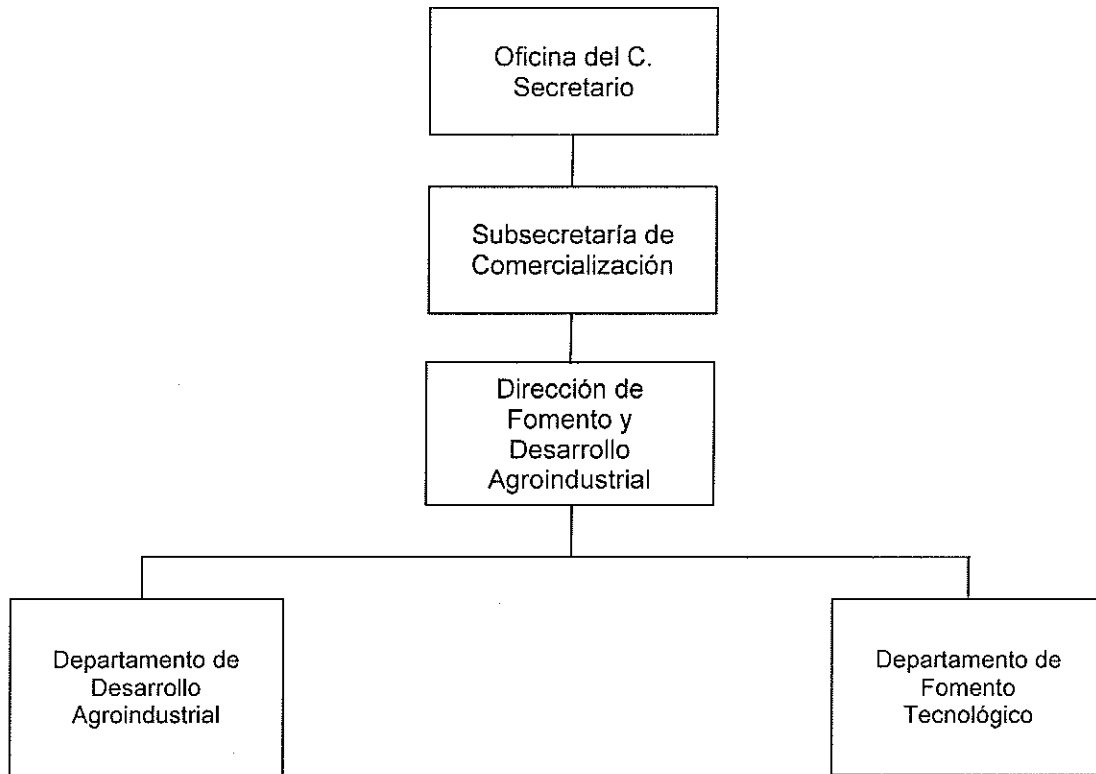 Oficina del C.
Secretario
Subsecretaría de
Comercialización
Dirección de
Fomento y
Desarrollo
Agroindustrial
Departamento de
Desarrollo
Agroindustrial
Departamento de
Fomento
Tecnológico